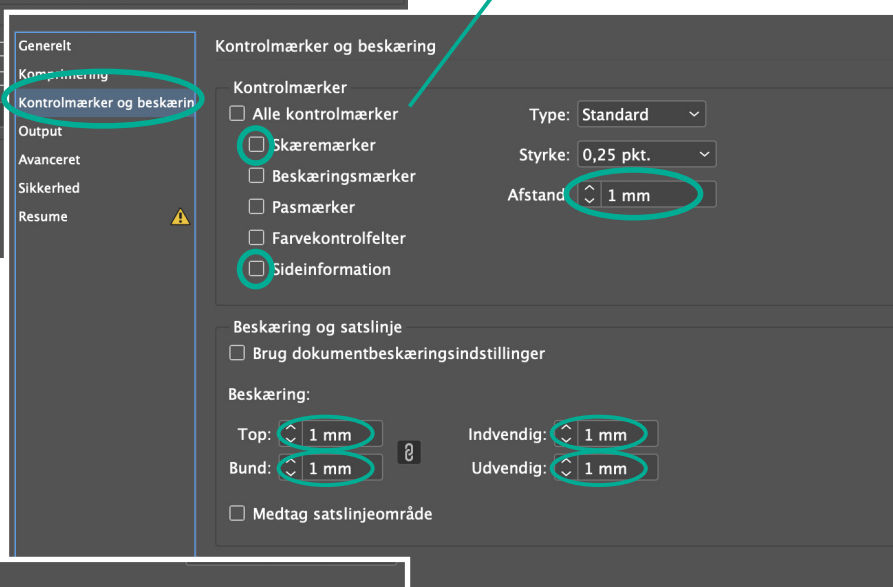 Generelt
Komprimering
Kontrolmærker og beskærin
Output
Avanceret
Sikkerhed
Resume
Kontrolmærker og beskæring
Kontrolmærker
Alle kontrolmærker
Skæremærker
Beskæringsmærker
Pasmærker
Farvekontrolfelter
Sideinformation
Type: Standard
Styrke: 0,25 pkt.
Afstand 1 mm
Beskæring og satslinje
Brug dokumentbeskæringsindstillinger
Beskæring:
Top: 1 mm Indvendig: 1 mm
Bund: 1 mm Udvendig: 1 mm
Medtag satslinjeområde